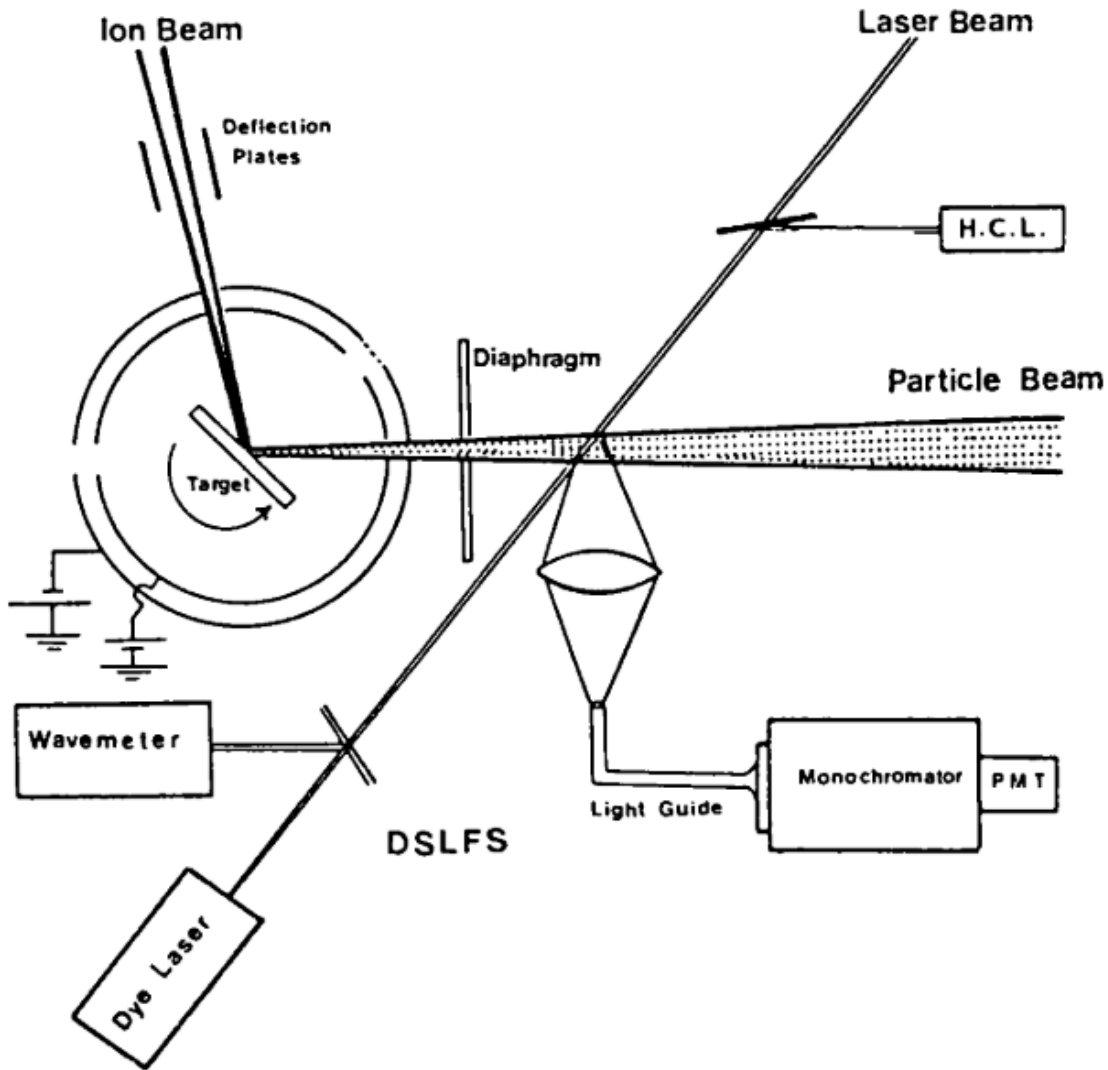 Ion Beam
Laser Beam
Deflection
Plates
H.C.L.
Diaphragm
Particle Beam
Target
Wavemeter
Monochromator
PMT
Light Guide
DSLFS
Dye Laser